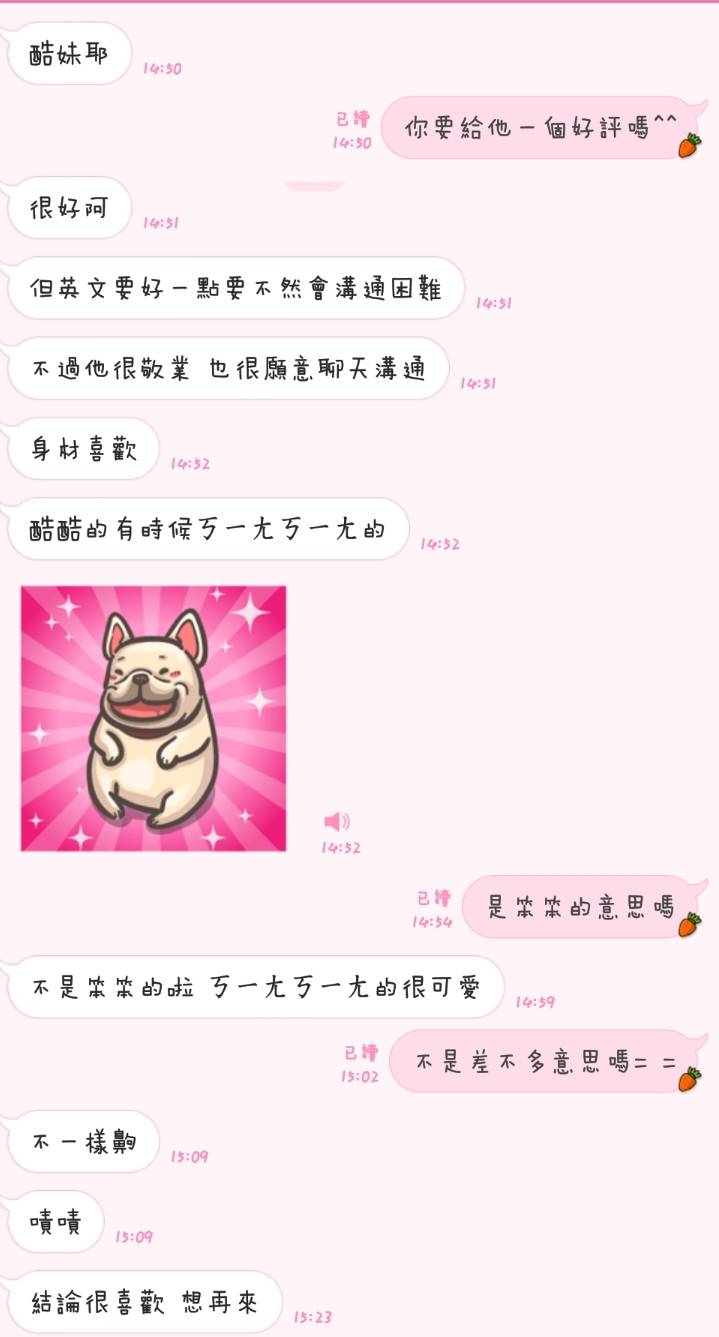 酷妹耶
14:50
你要給他一個好評嗎^^
已讀
14:50
很好阿
14:51
但英文要好一點要不然會溝通困難
14:51
不過他很敬業 也很願意聊天溝通
14:51
身材喜歡
14:52
酷酷的有時候ㄎㄧㄤㄎㄧㄤ的
14:52
14:52
是笨笨的意思嗎
已讀
14:54
不是笨笨的啦 ㄎㄧㄤㄎㄧㄤ的很可愛
14:59
不是差不多意思嗎= =
已讀
15:02
不一樣齁
15:09
嘖嘖
15:09
結論很喜歡 想再來
15:23